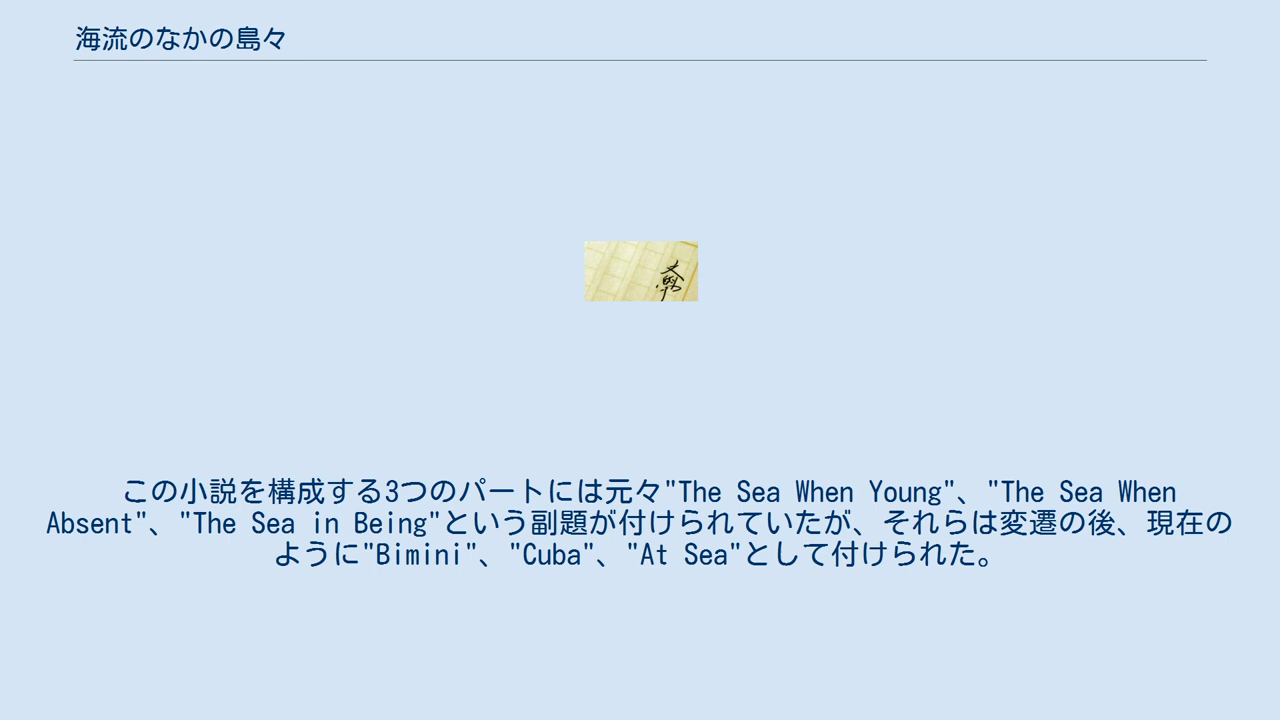 海流のなかの島々
この小説を構成する3つのパートには元々"The Sea When Young"、"The Sea When
Absent"、"The Sea in Being"という副題が付けられていたが、それらは変遷の後、現在の
ように"Bimini"、"Cuba"、"At Sea"として付けられた。